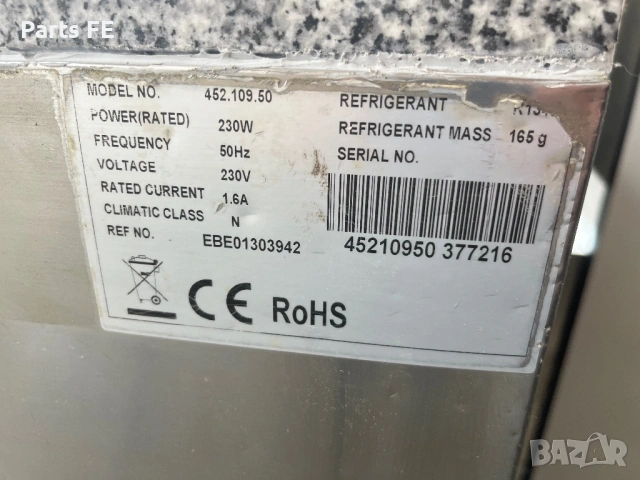 Parts FE
MODEL NO. 452.109.50
POWER(RATED) 230W
FREQUENCY 50Hz
VOLTAGE 230V
RATED CURRENT 1.6A
CLIMATIC CLASS N
REF NO. EBE01303942
REFRIGERANT
REFRIGERANT MASS 165 g
SERIAL NO.
45210950 377216
CE RoHS
BAZAR
bg